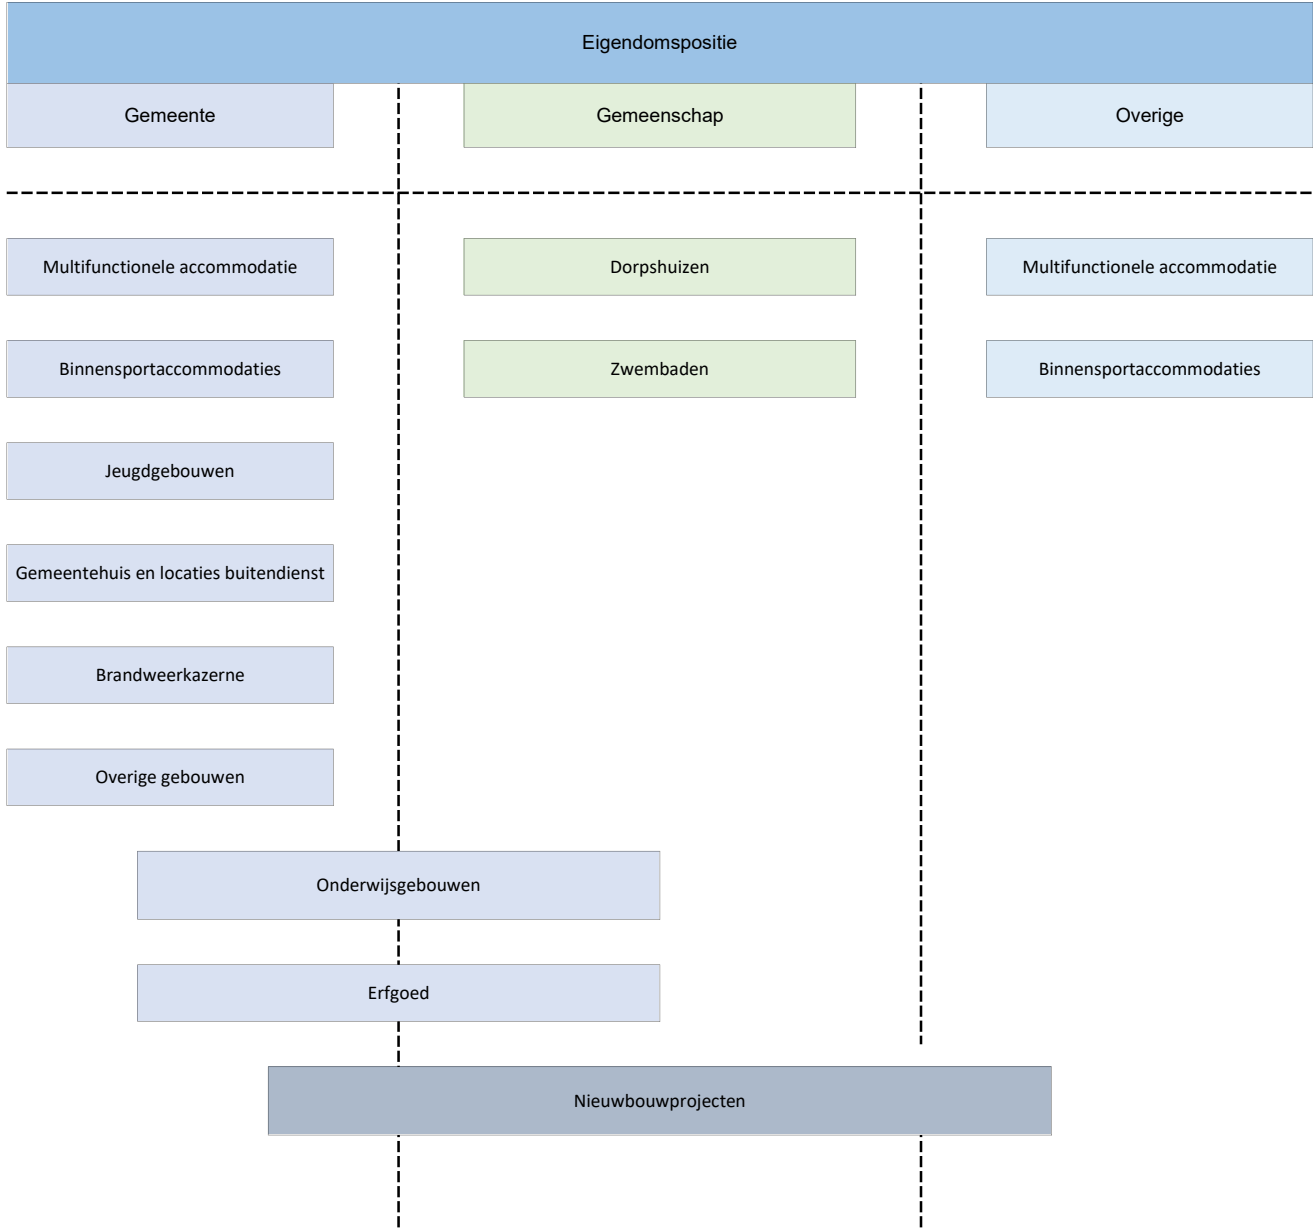 Eigendomspositie
Gemeente
Gemeenschap
Overige
Multifunctionele accommodatie
Dorpshuizen
Multifunctionele accommodatie
Binnensportaccommodaties
Zwembaden
Binnensportaccommodaties
Jeugdgebouwen
Gemeentehuis en locaties buitendienst
Brandweerkazerne
Overige gebouwen
Onderwijsgebouwen
Erfgoed
Nieuwbouwprojecten